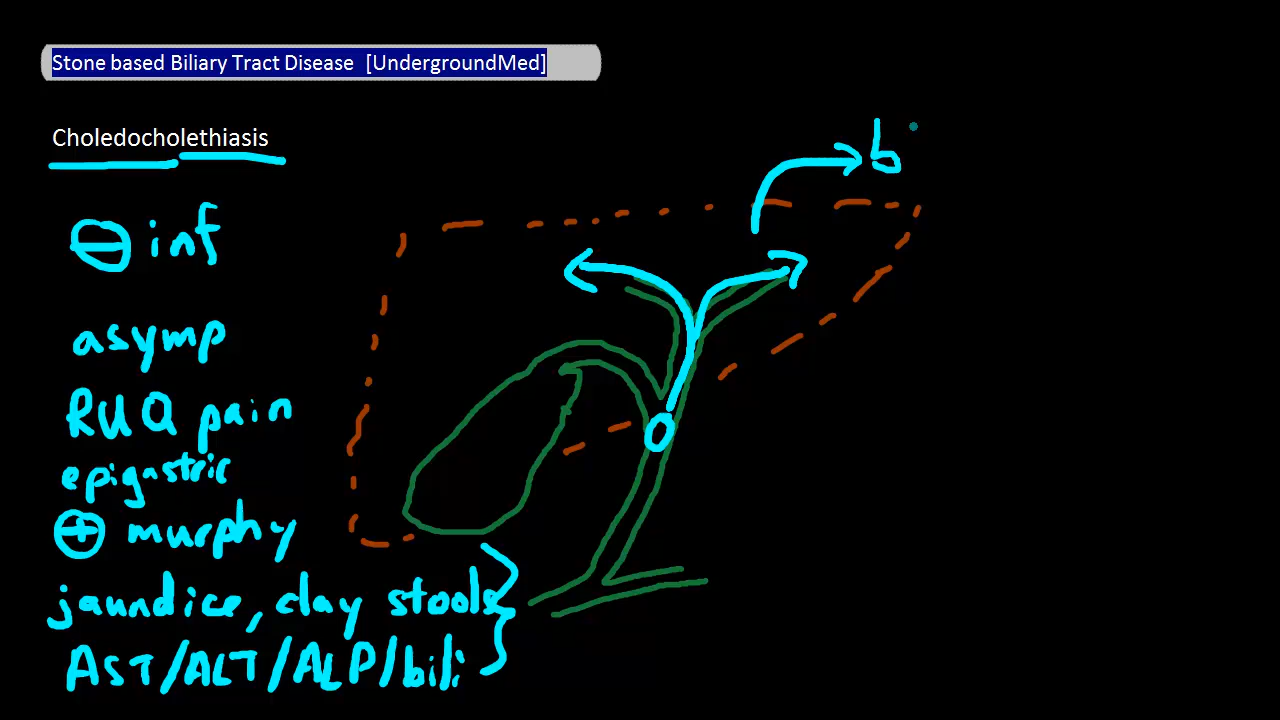 Stone based Biliary Tract Disease [UndergroundMed]
Choledocholethiasis
b
⊖ inf
asymp
RUQ pain
epigastric
⊕ murphy
jaundice, clay stools
AST/ALT/ALP/bili